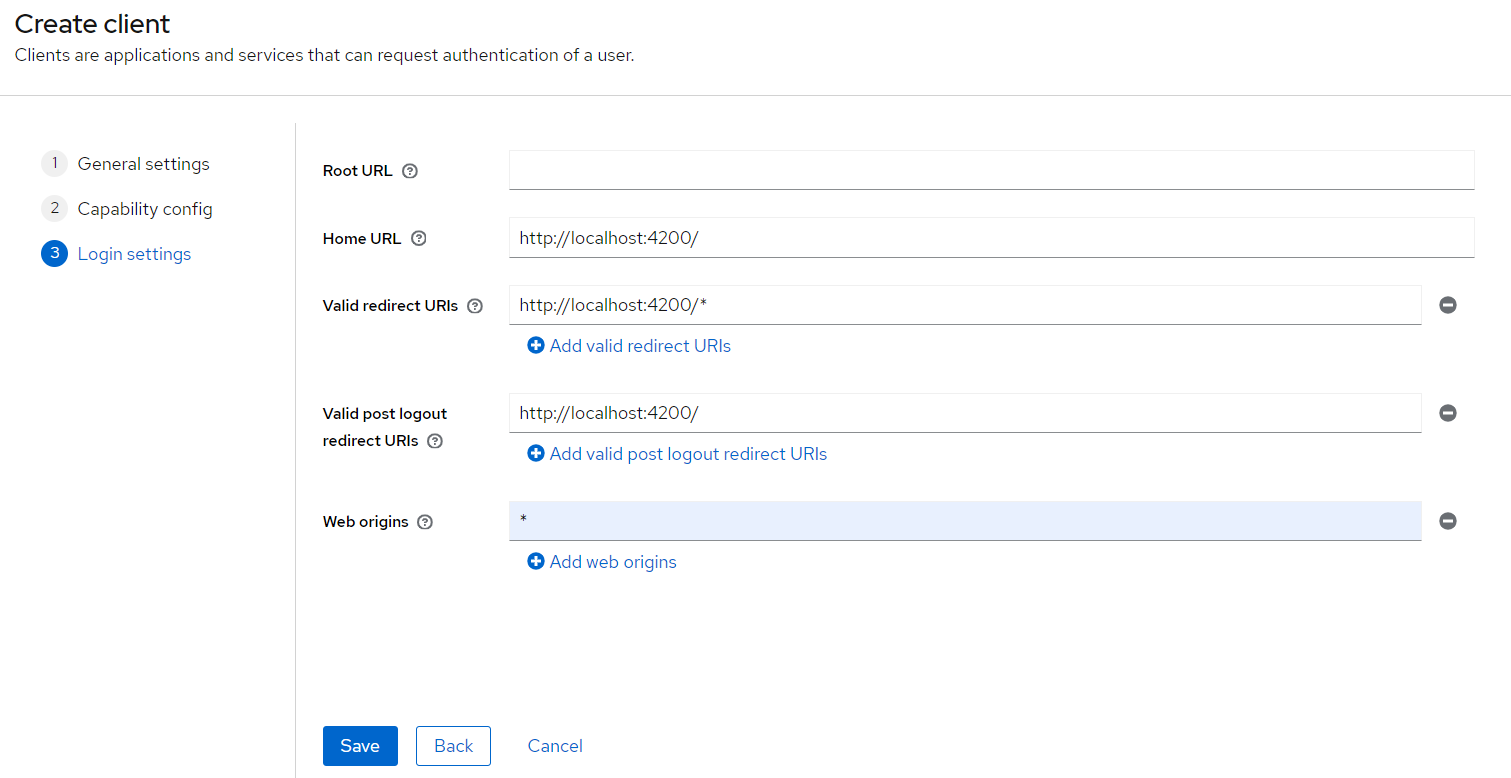 Create client
Clients are applications and services that can request authentication of a user.
1 General settings
2 Capability config
3 Login settings
Root URL
Home URL
http://localhost:4200/
Valid redirect URIs
http://localhost:4200/*
Add valid redirect URIs
Valid post logout
redirect URIs
http://localhost:4200/
Add valid post logout redirect URIs
Web origins
*
Add web origins
Save Back Cancel